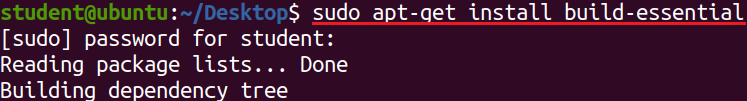 student@ubuntu:~/Desktop$ sudo apt-get install build-essential
[sudo] password for student:
Reading package lists... Done
Building dependency tree